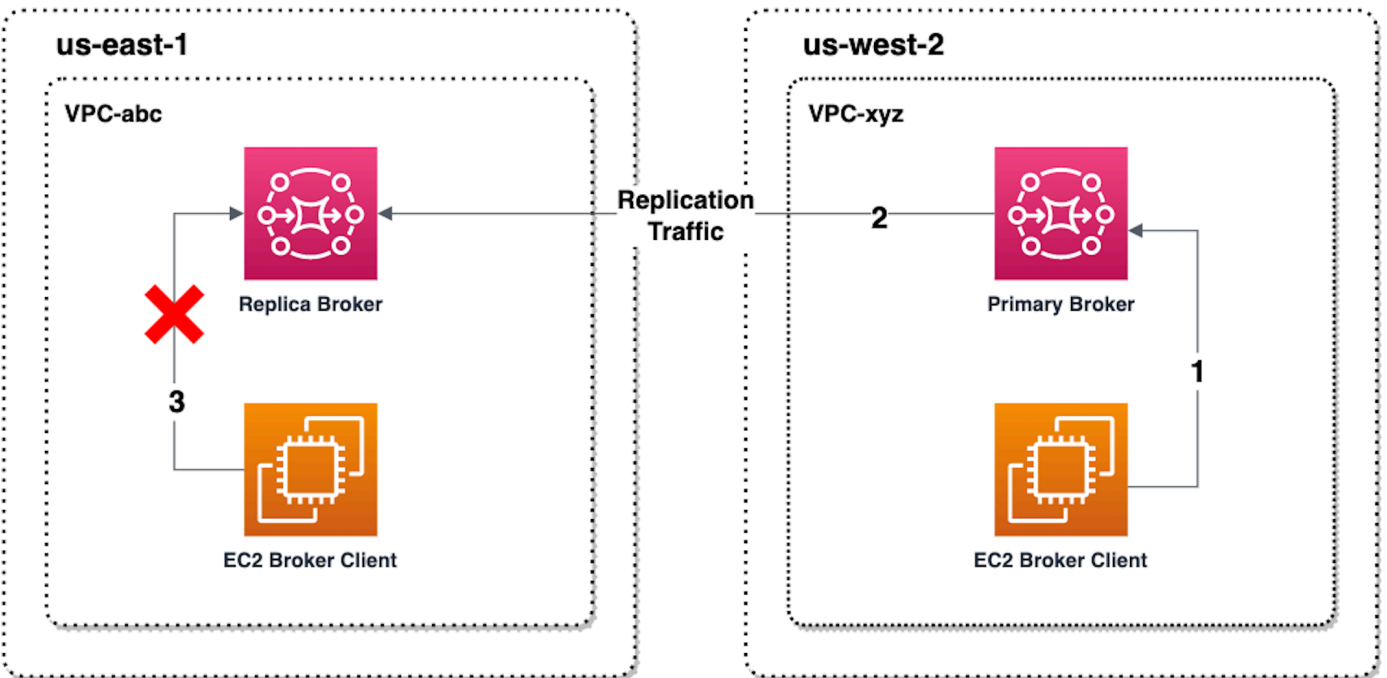 us-east-1
VPC-abc
Replica Broker
3
EC2 Broker Client
Replication
Traffic
us-west-2
VPC-xyz
2
Primary Broker
1
EC2 Broker Client